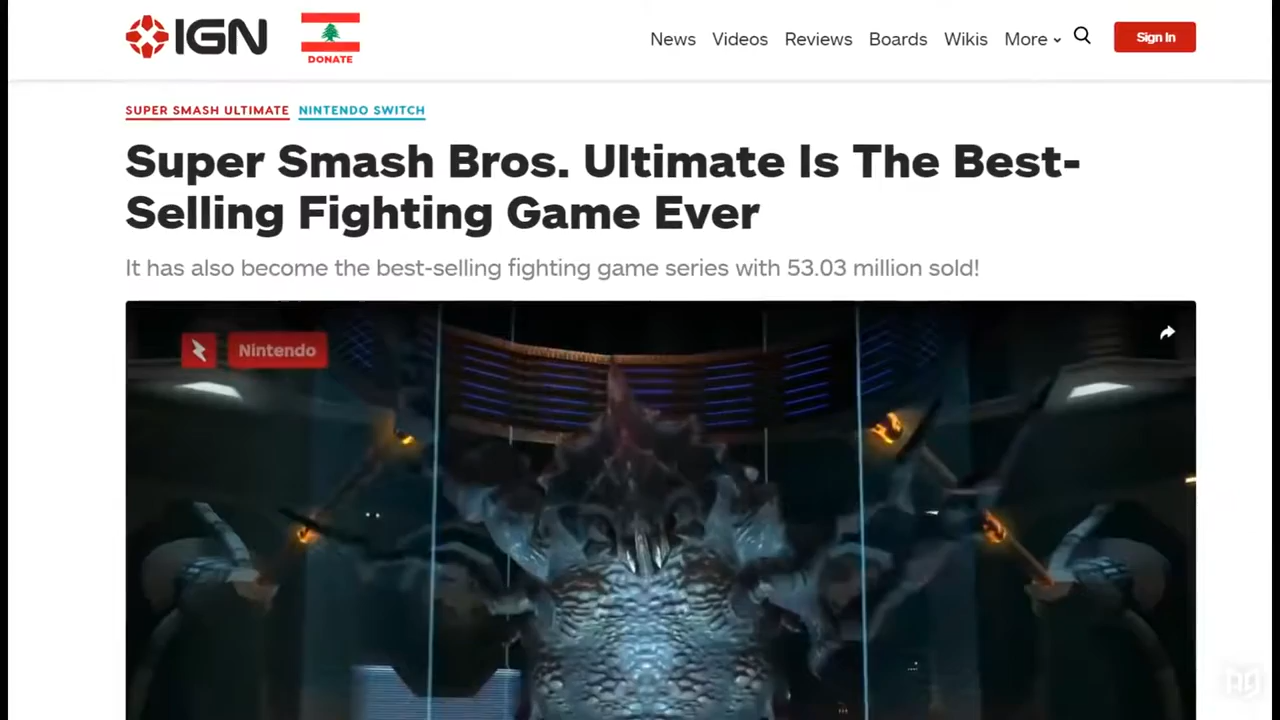 IGN
DONATE
News Videos Reviews Boards Wikis More Sign In
SUPER SMASH ULTIMATE NINTENDO SWITCH
Super Smash Bros. Ultimate Is The Best-
Selling Fighting Game Ever
It has also become the best-selling fighting game series with 53.03 million sold!
Nintendo